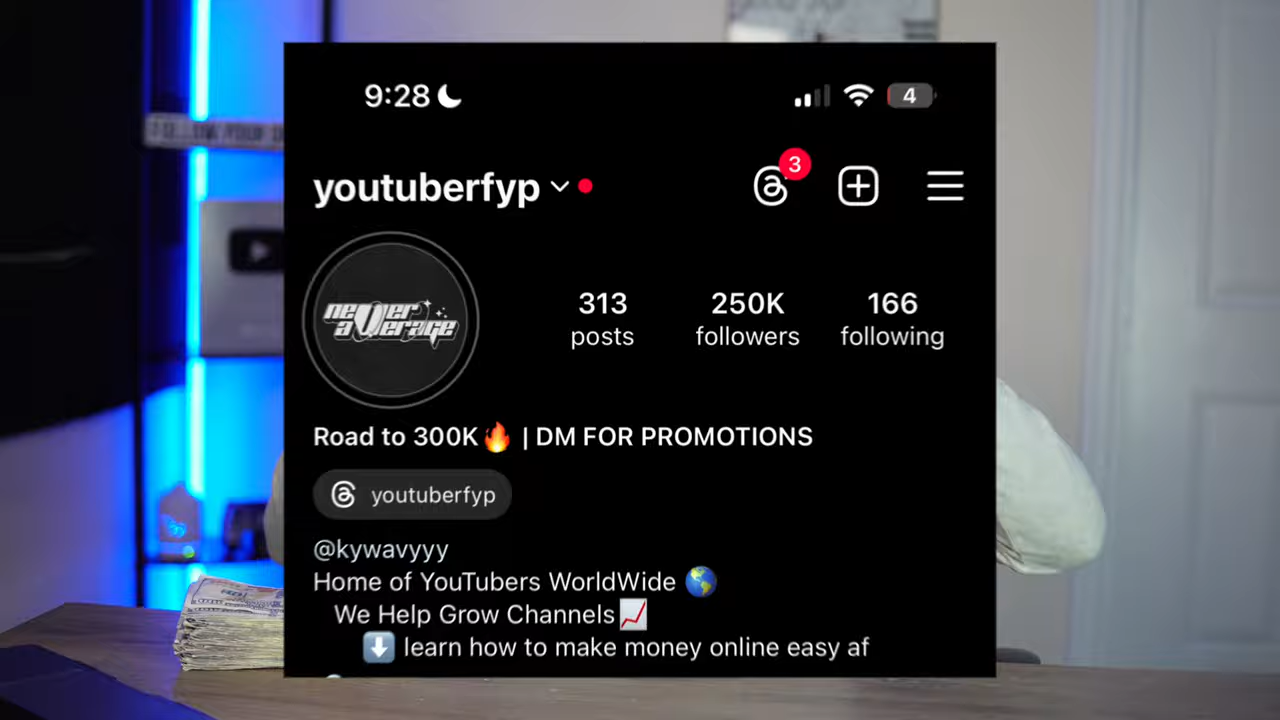 9:28
4
youtuberfyp
3
never average
313 posts
250K followers
166 following
Road to 300K🔥 | DM FOR PROMOTIONS
youtuberfyp
@kywavyyy
Home of YouTubers WorldWide 🌎
We Help Grow Channels📈
⬇️ learn how to make money online easy af